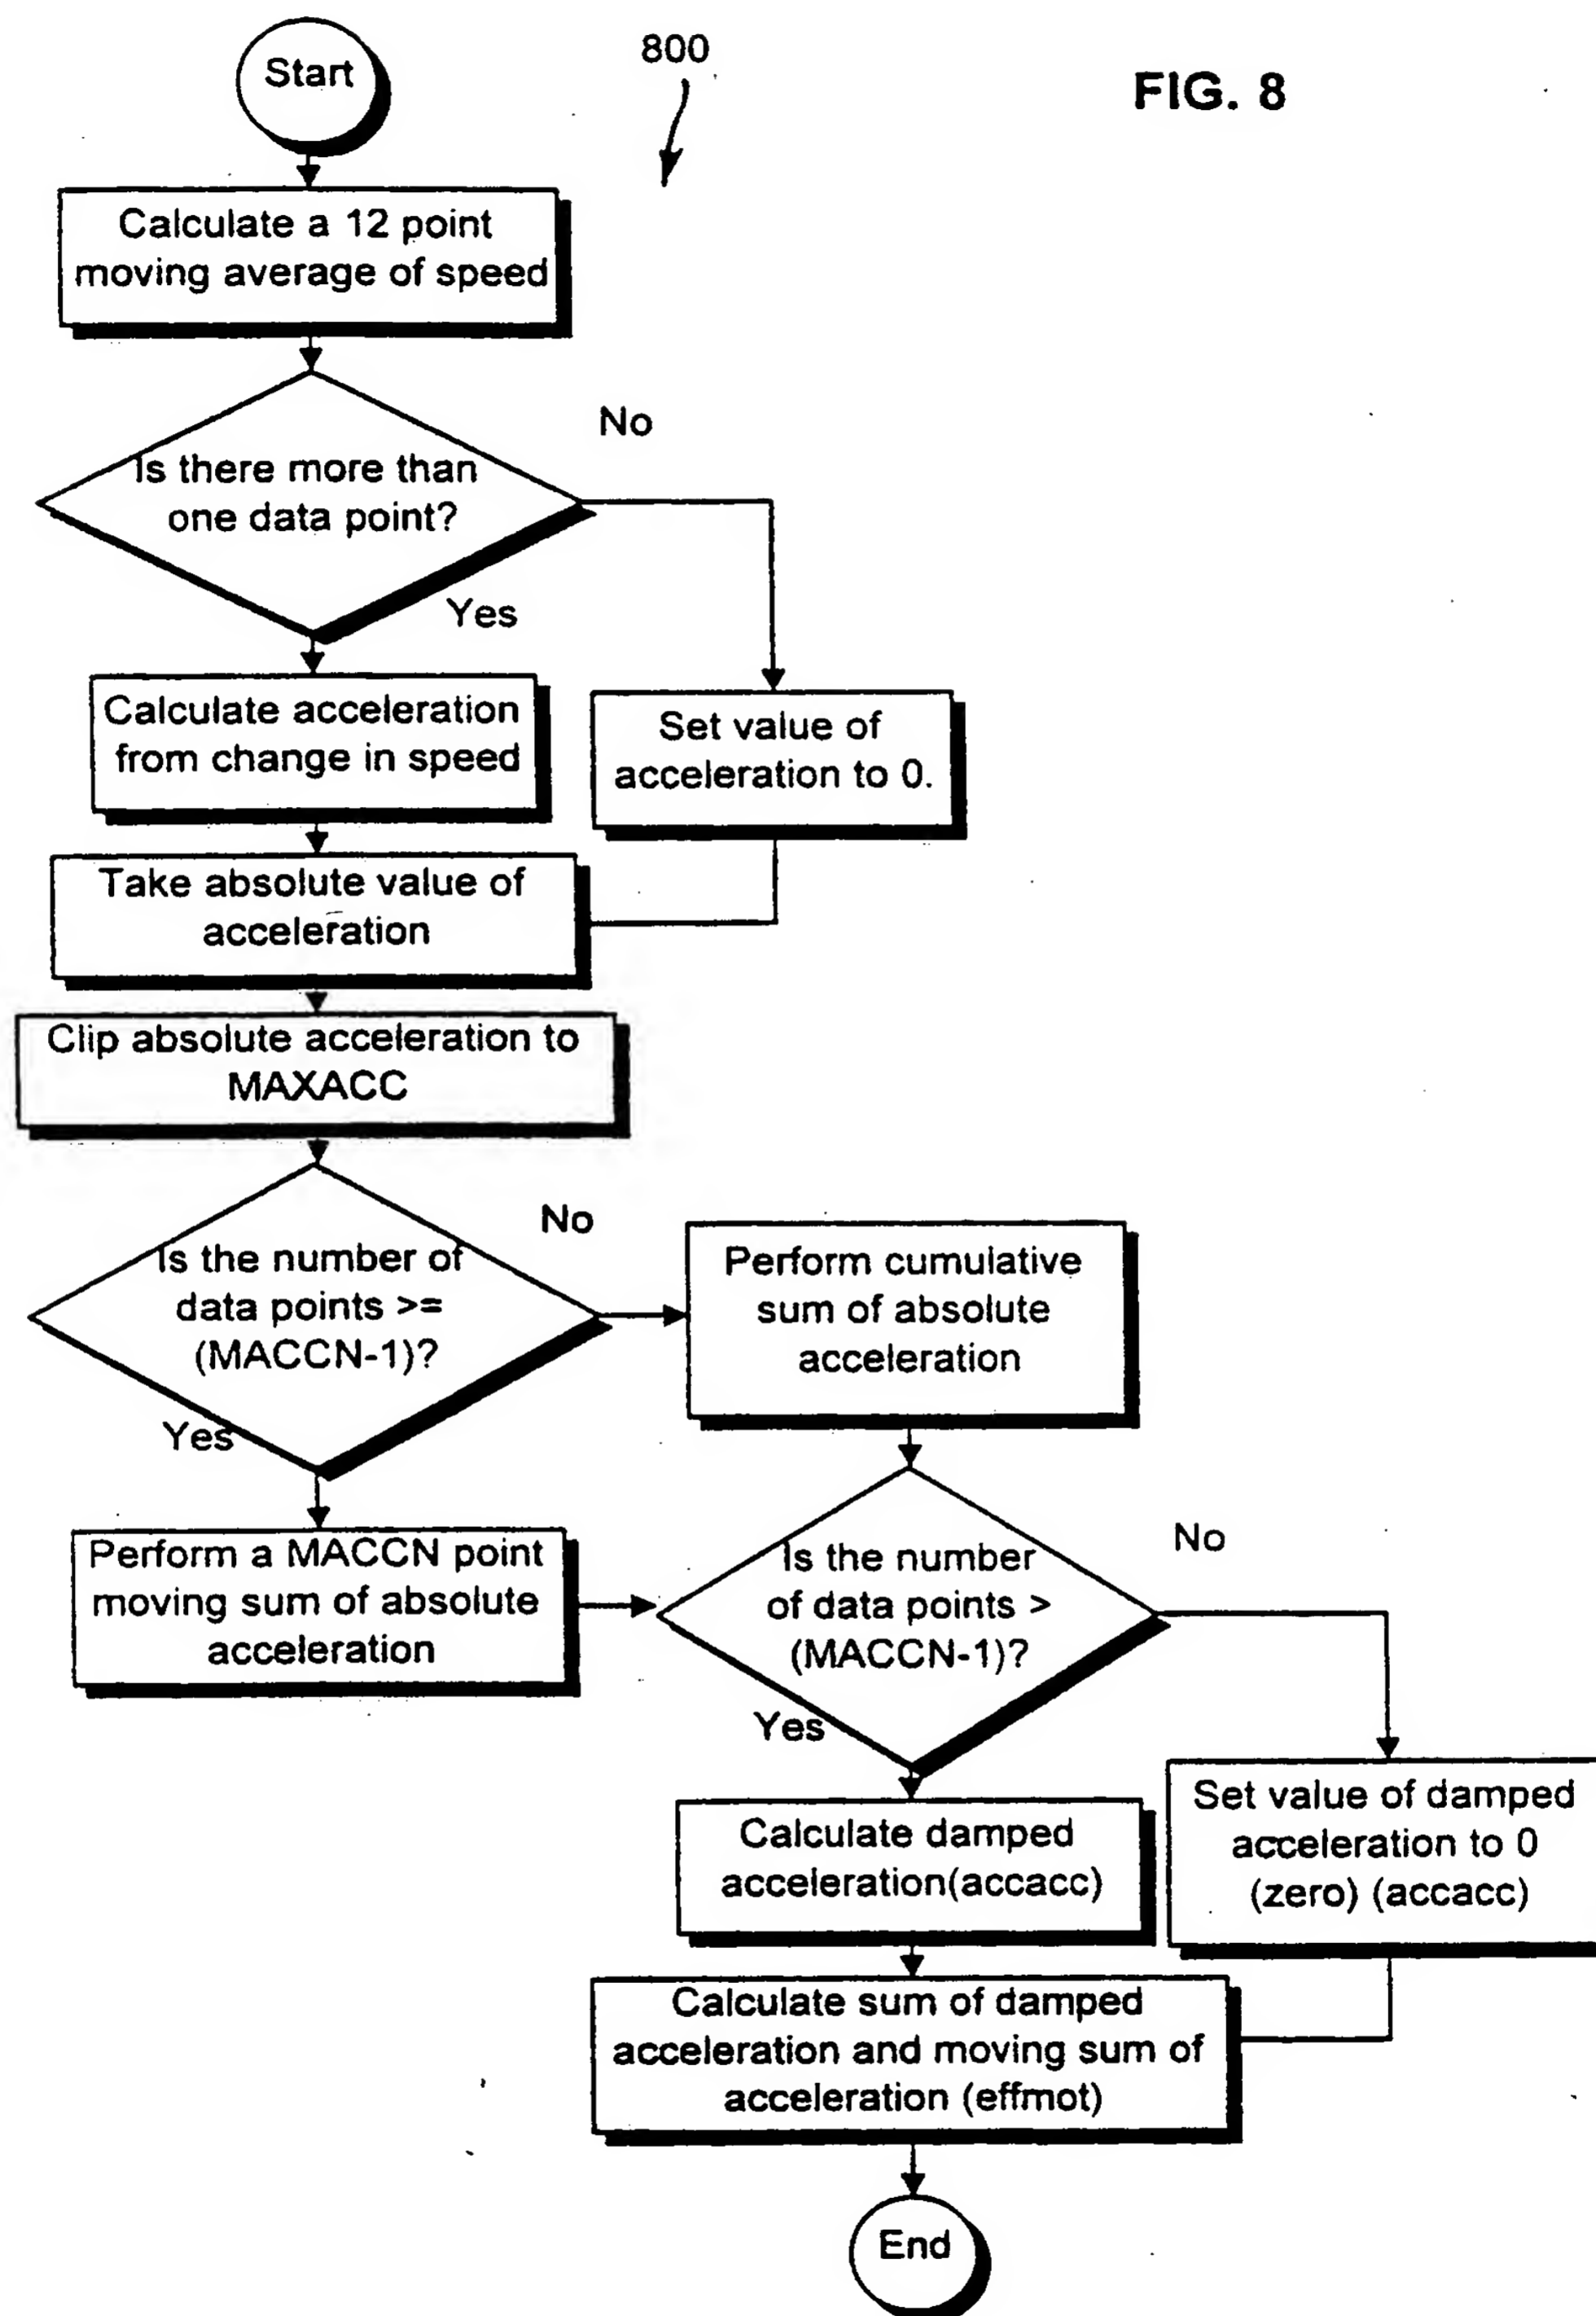 Start
800
FIG. 8
Calculate a 12 point
moving average of speed
No
Is there more than
one data point?
Yes
Calculate acceleration
from change in speed
Set value of
acceleration to 0.
Take absolute value of
acceleration
Clip absolute acceleration to
MAXACC
No
Is the number of
data points >=
(MACCN-1)?
Yes
Perform cumulative
sum of absolute
acceleration
Perform a MACCN point
moving sum of absolute
acceleration
No
Is the number
of data points >
(MACCN-1)?
Yes
Calculate damped
acceleration(accacc)
Set value of damped
acceleration to 0
(zero) (accacc)
Calculate sum of damped
acceleration and moving sum of
acceleration (effmot)
End